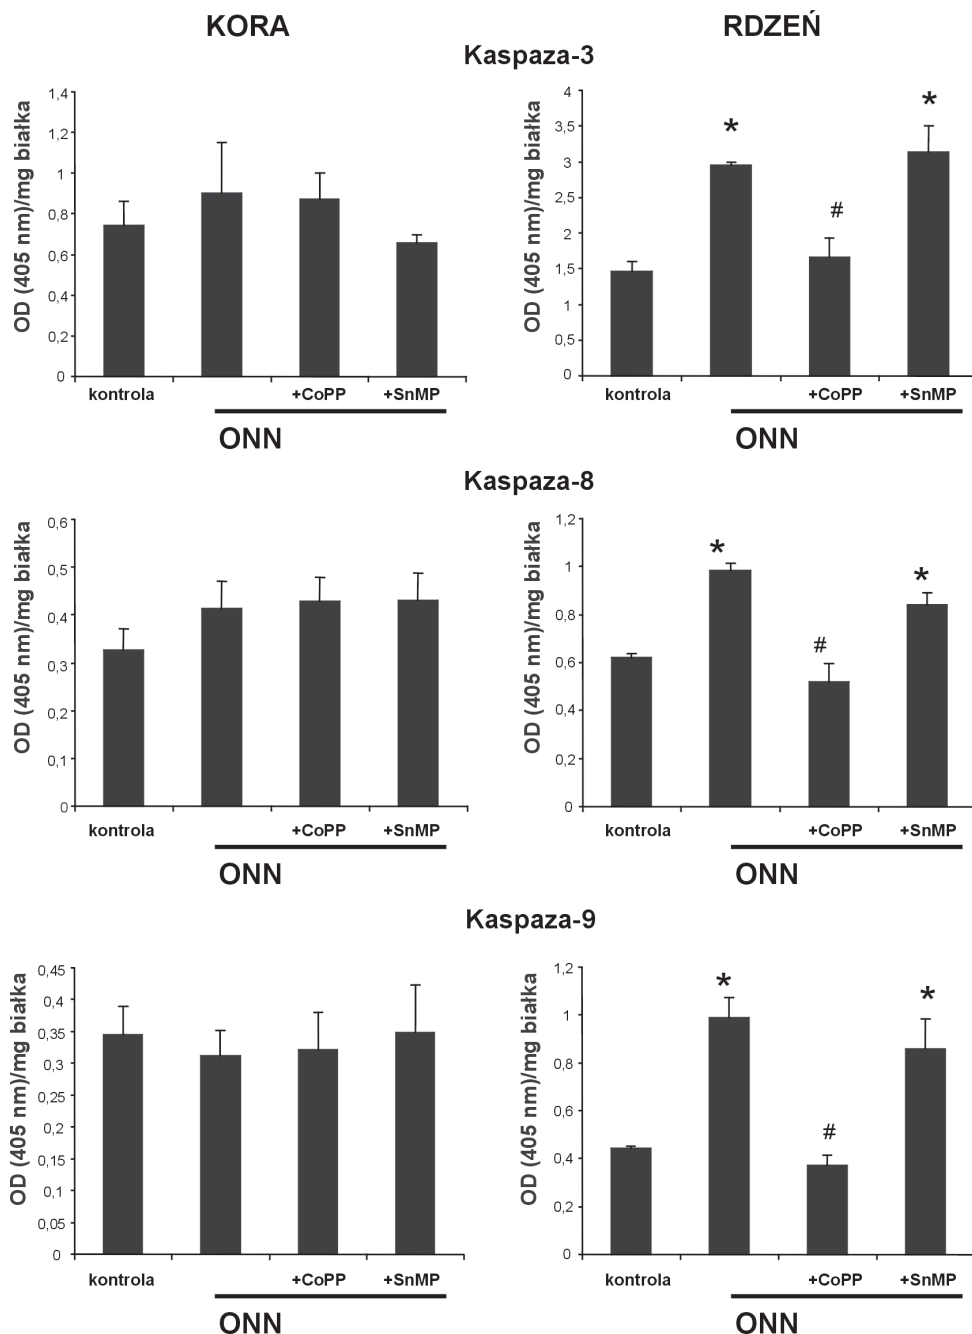 KORA
RDZEŃ
Kaspaza-3
OD (405 nm)/mg białka
1,4
1,2
1
0,8
0,6
0,4
0,2
0
kontrola
+CoPP
+SnMP
ONN
OD (405 nm)/mg białka
4
3,5
3
2,5
2
1,5
1
0,5
0
*
#
*
kontrola
+CoPP
+SnMP
ONN
Kaspaza-8
OD (405 nm)/mg białka
0,6
0,5
0,4
0,3
0,2
0,1
0
kontrola
+CoPP
+SnMP
ONN
OD (405 nm)/mg białka
1,2
1
0,8
0,6
0,4
0,2
0
*
#
*
kontrola
+CoPP
+SnMP
ONN
Kaspaza-9
OD (405 nm)/mg białka
0,45
0,4
0,35
0,3
0,25
0,2
0,15
0,1
0,05
0
kontrola
+CoPP
+SnMP
ONN
OD (405 nm)/mg białka
1,2
1
0,8
0,6
0,4
0,2
0
*
#
*
kontrola
+CoPP
+SnMP
ONN